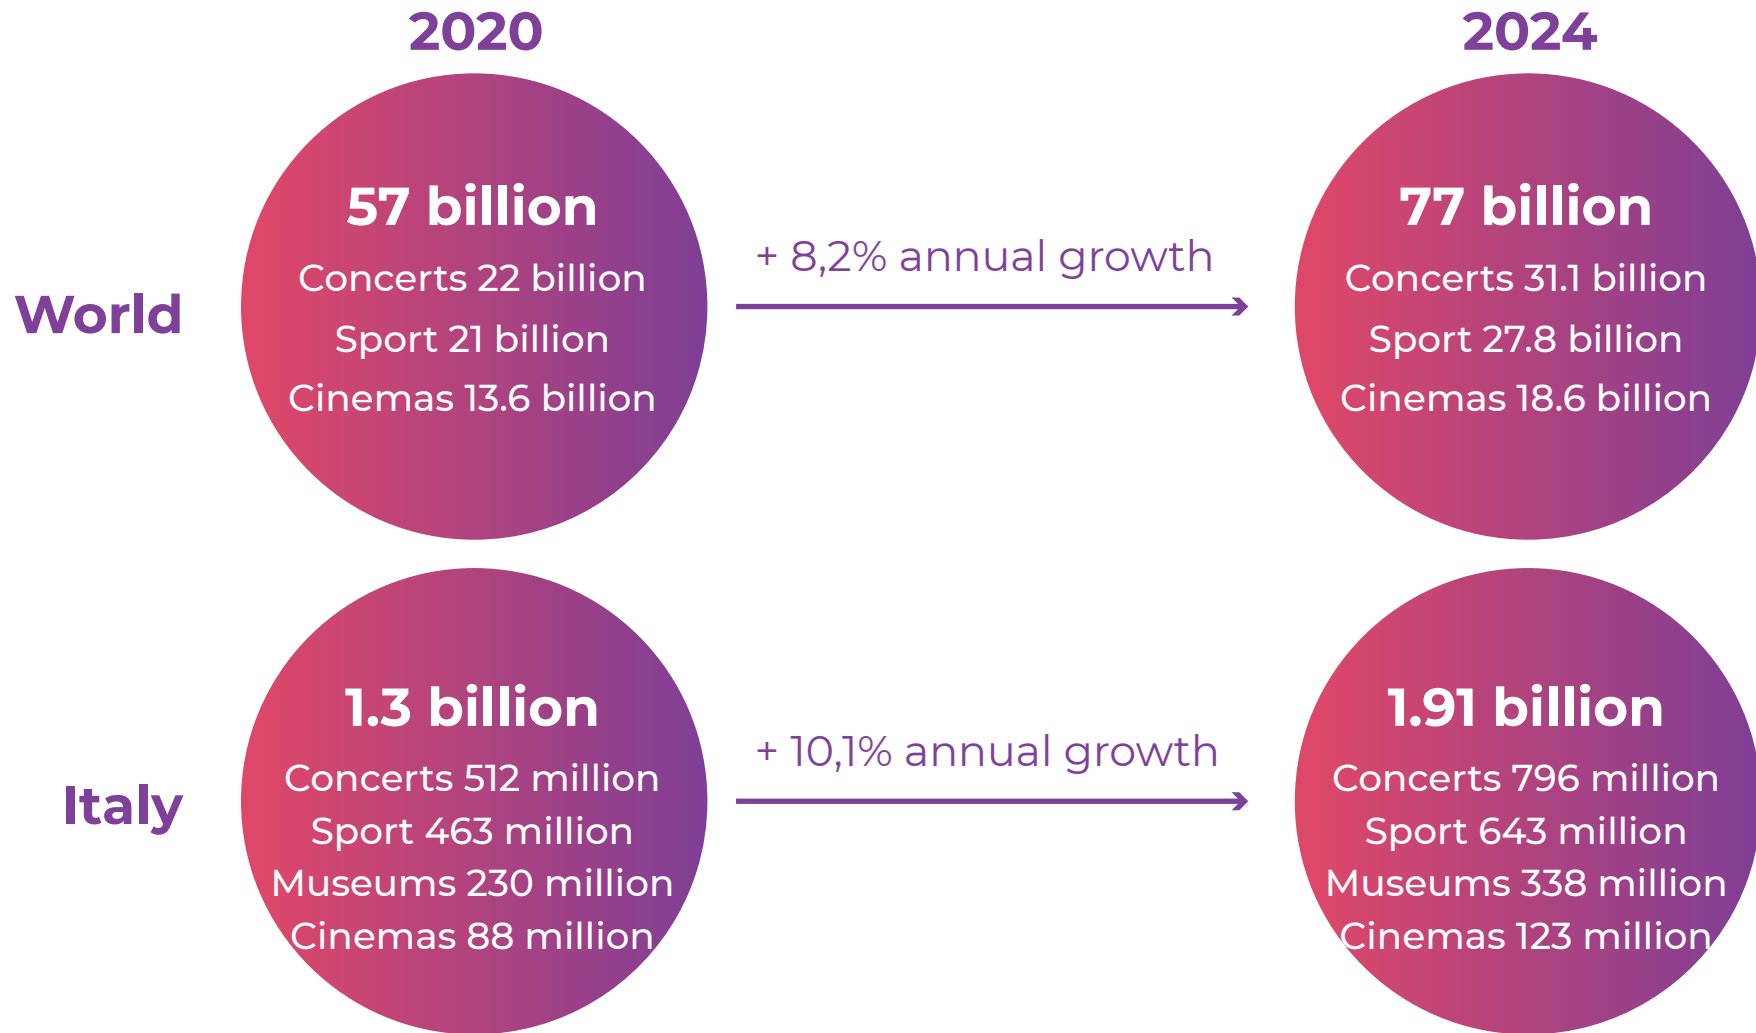 2020
2024
World
57 billion
Concerts 22 billion
Sport 21 billion
Cinemas 13.6 billion
+ 8,2% annual growth
77 billion
Concerts 31.1 billion
Sport 27.8 billion
Cinemas 18.6 billion
Italy
1.3 billion
Concerts 512 million
Sport 463 million
Museums 230 million
Cinemas 88 million
+ 10,1% annual growth
1.91 billion
Concerts 796 million
Sport 643 million
Museums 338 million
Cinemas 123 million